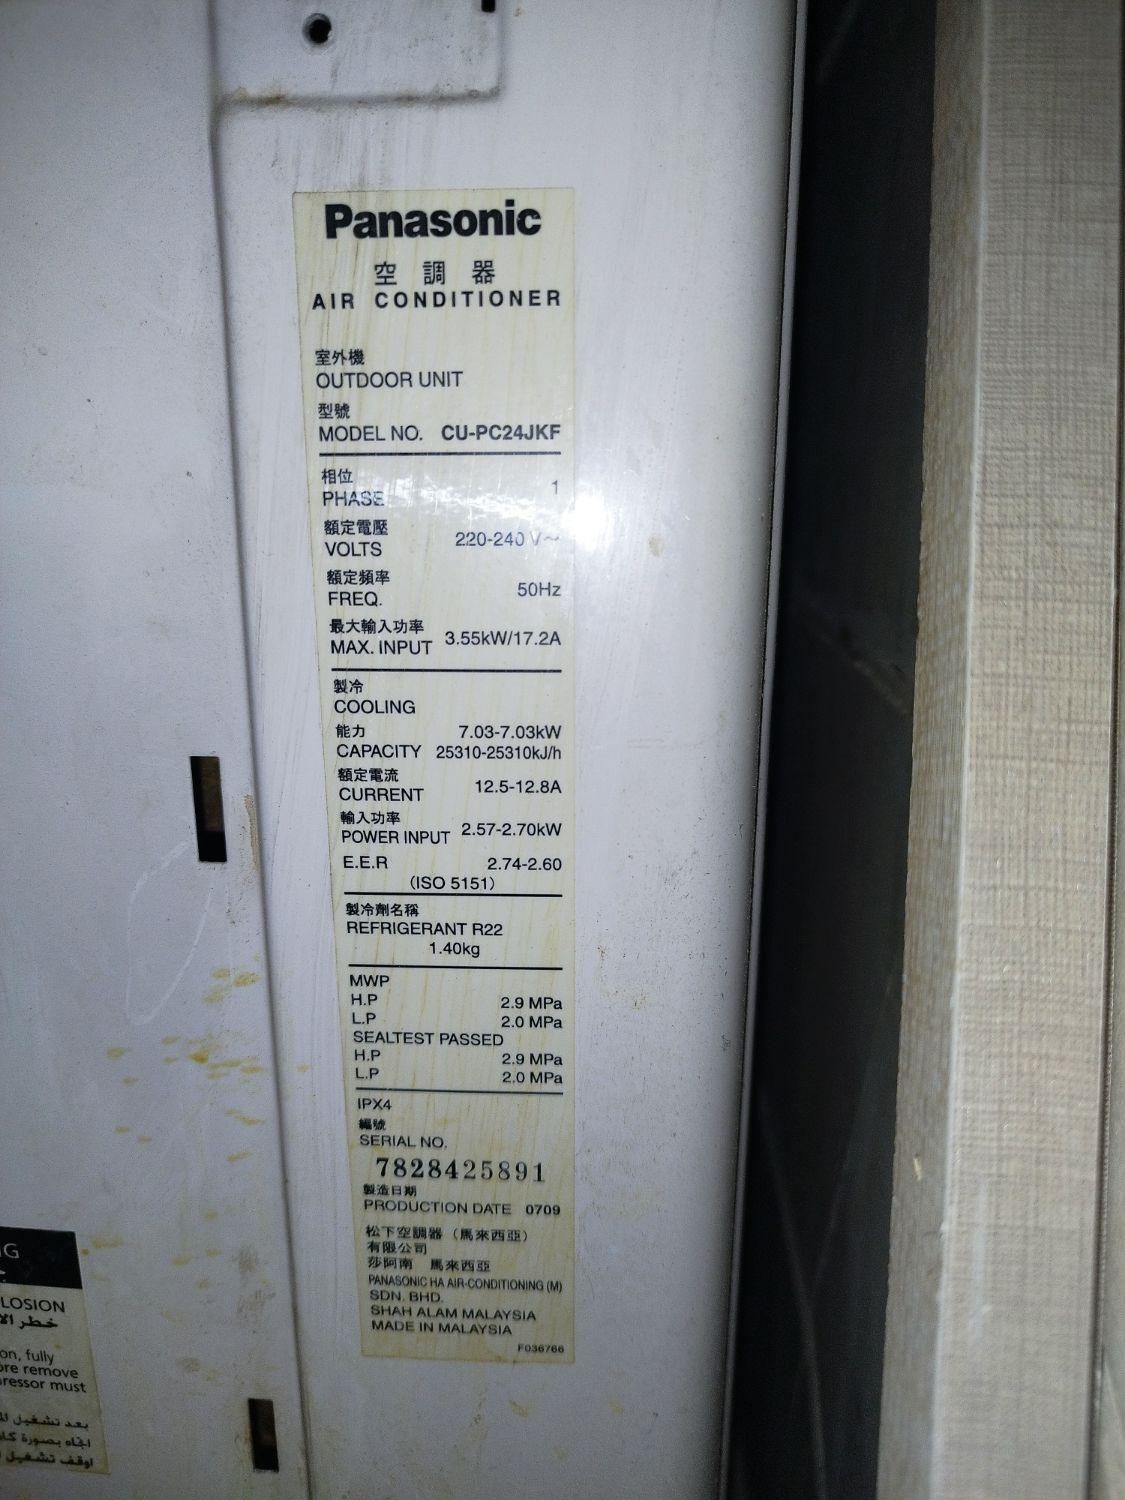 Panasonic
空調器
AIR CONDITIONER
室外機
OUTDOOR UNIT
型號
MODEL NO. CU-PC24JKF
相位
PHASE 1
額定電壓
VOLTS 220-240 V~
額定頻率
FREQ. 50Hz
最大輸入功率
MAX. INPUT 3.55kW/17.2A
製冷
COOLING
能力 7.03-7.03kW
CAPACITY 25310-25310kJ/h
額定電流
CURRENT 12.5-12.8A
輸入功率
POWER INPUT 2.57-2.70kW
E.E.R 2.74-2.60
(ISO 5151)
製冷劑名稱
REFRIGERANT R22
1.40kg
MWP
H.P 2.9 MPa
L.P 2.0 MPa
SEALTEST PASSED
H.P 2.9 MPa
L.P 2.0 MPa
IPX4
編號
SERIAL NO.
7828425891
製造日期
PRODUCTION DATE 0709
松下空調器（馬來西亞）
有限公司
莎阿南 馬來西亞
PANASONIC HA AIR-CONDITIONING (M)
SDN. BHD.
SHAH ALAM MALAYSIA
MADE IN MALAYSIA
F036766
G
LOSION
خطر الا
on, fully
ore remove
ressor must
بعد تشغيل
اتجاه بصورة
اوقف تشغيل